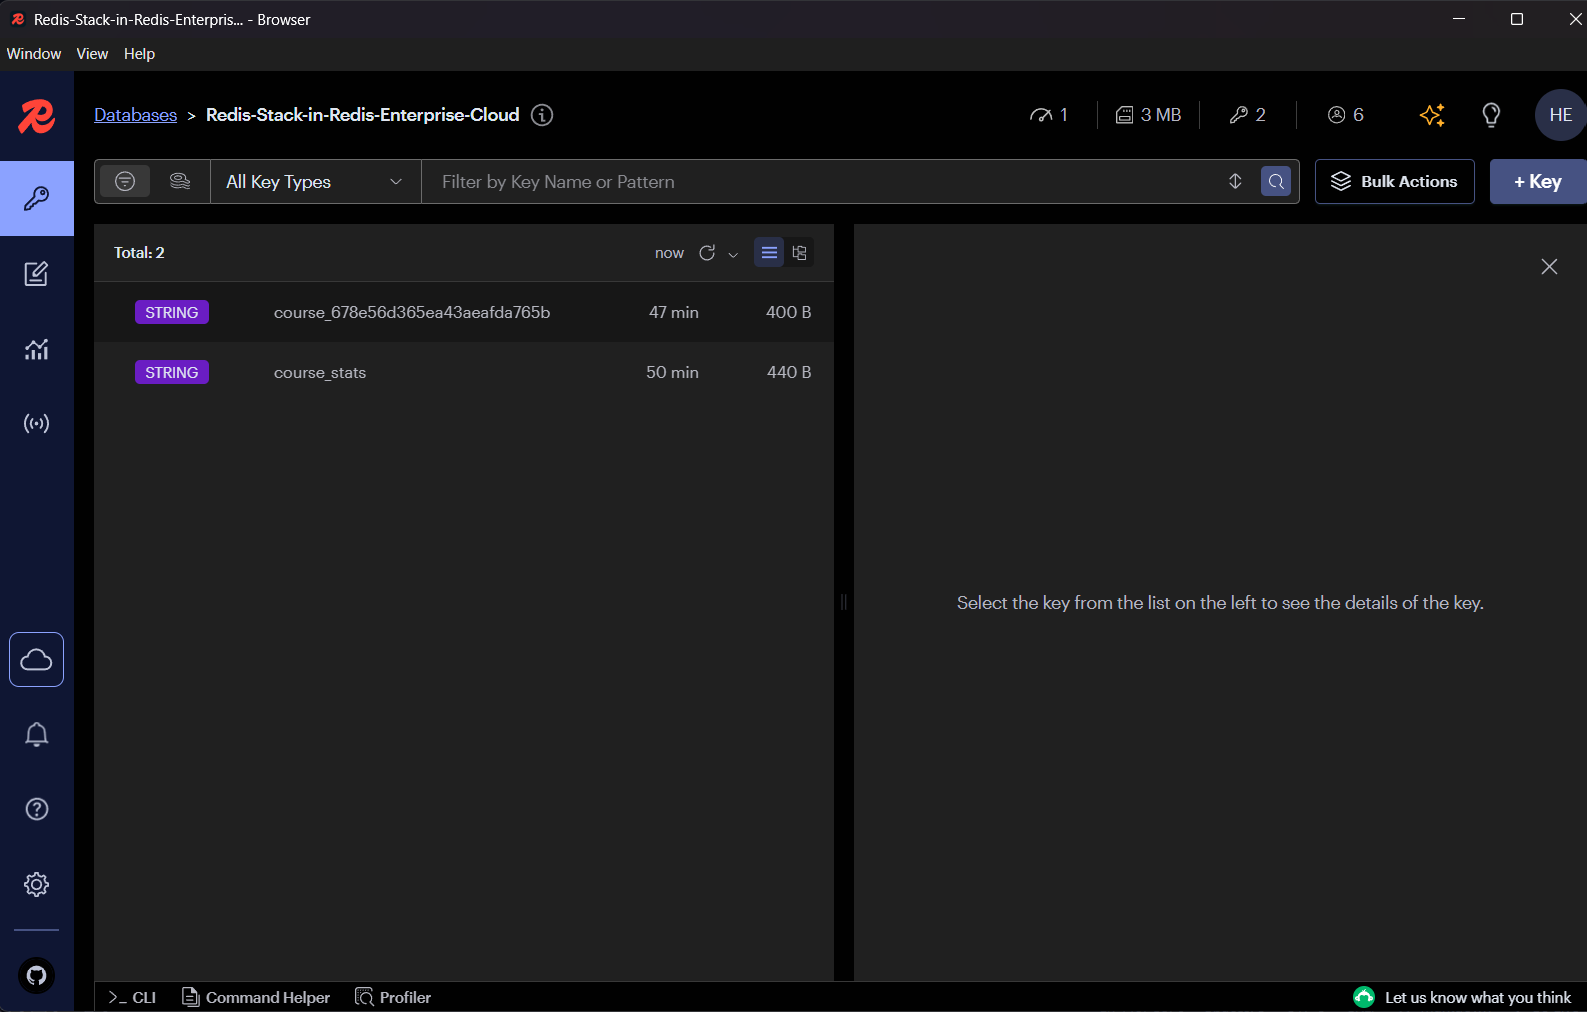 Redis-Stack-in-Redis-Enterpris... - Browser
Window View Help
Databases > Redis-Stack-in-Redis-Enterprise-Cloud
1 3 MB 2 6 HE
All Key Types Filter by Key Name or Pattern Bulk Actions + Key
Total: 2 now
STRING course_678e56d365ea43aeafda765b 47 min 400 B
STRING course_stats 50 min 440 B
Select the key from the list on the left to see the details of the key.
>_ CLI Command Helper Profiler Let us know what you think